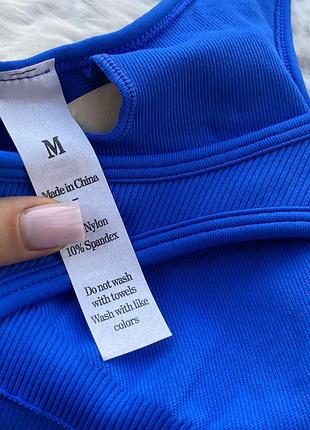 M
Made in China
–
Nylon
10% Spandex
Do not wash
with towels
Wash with like
colors